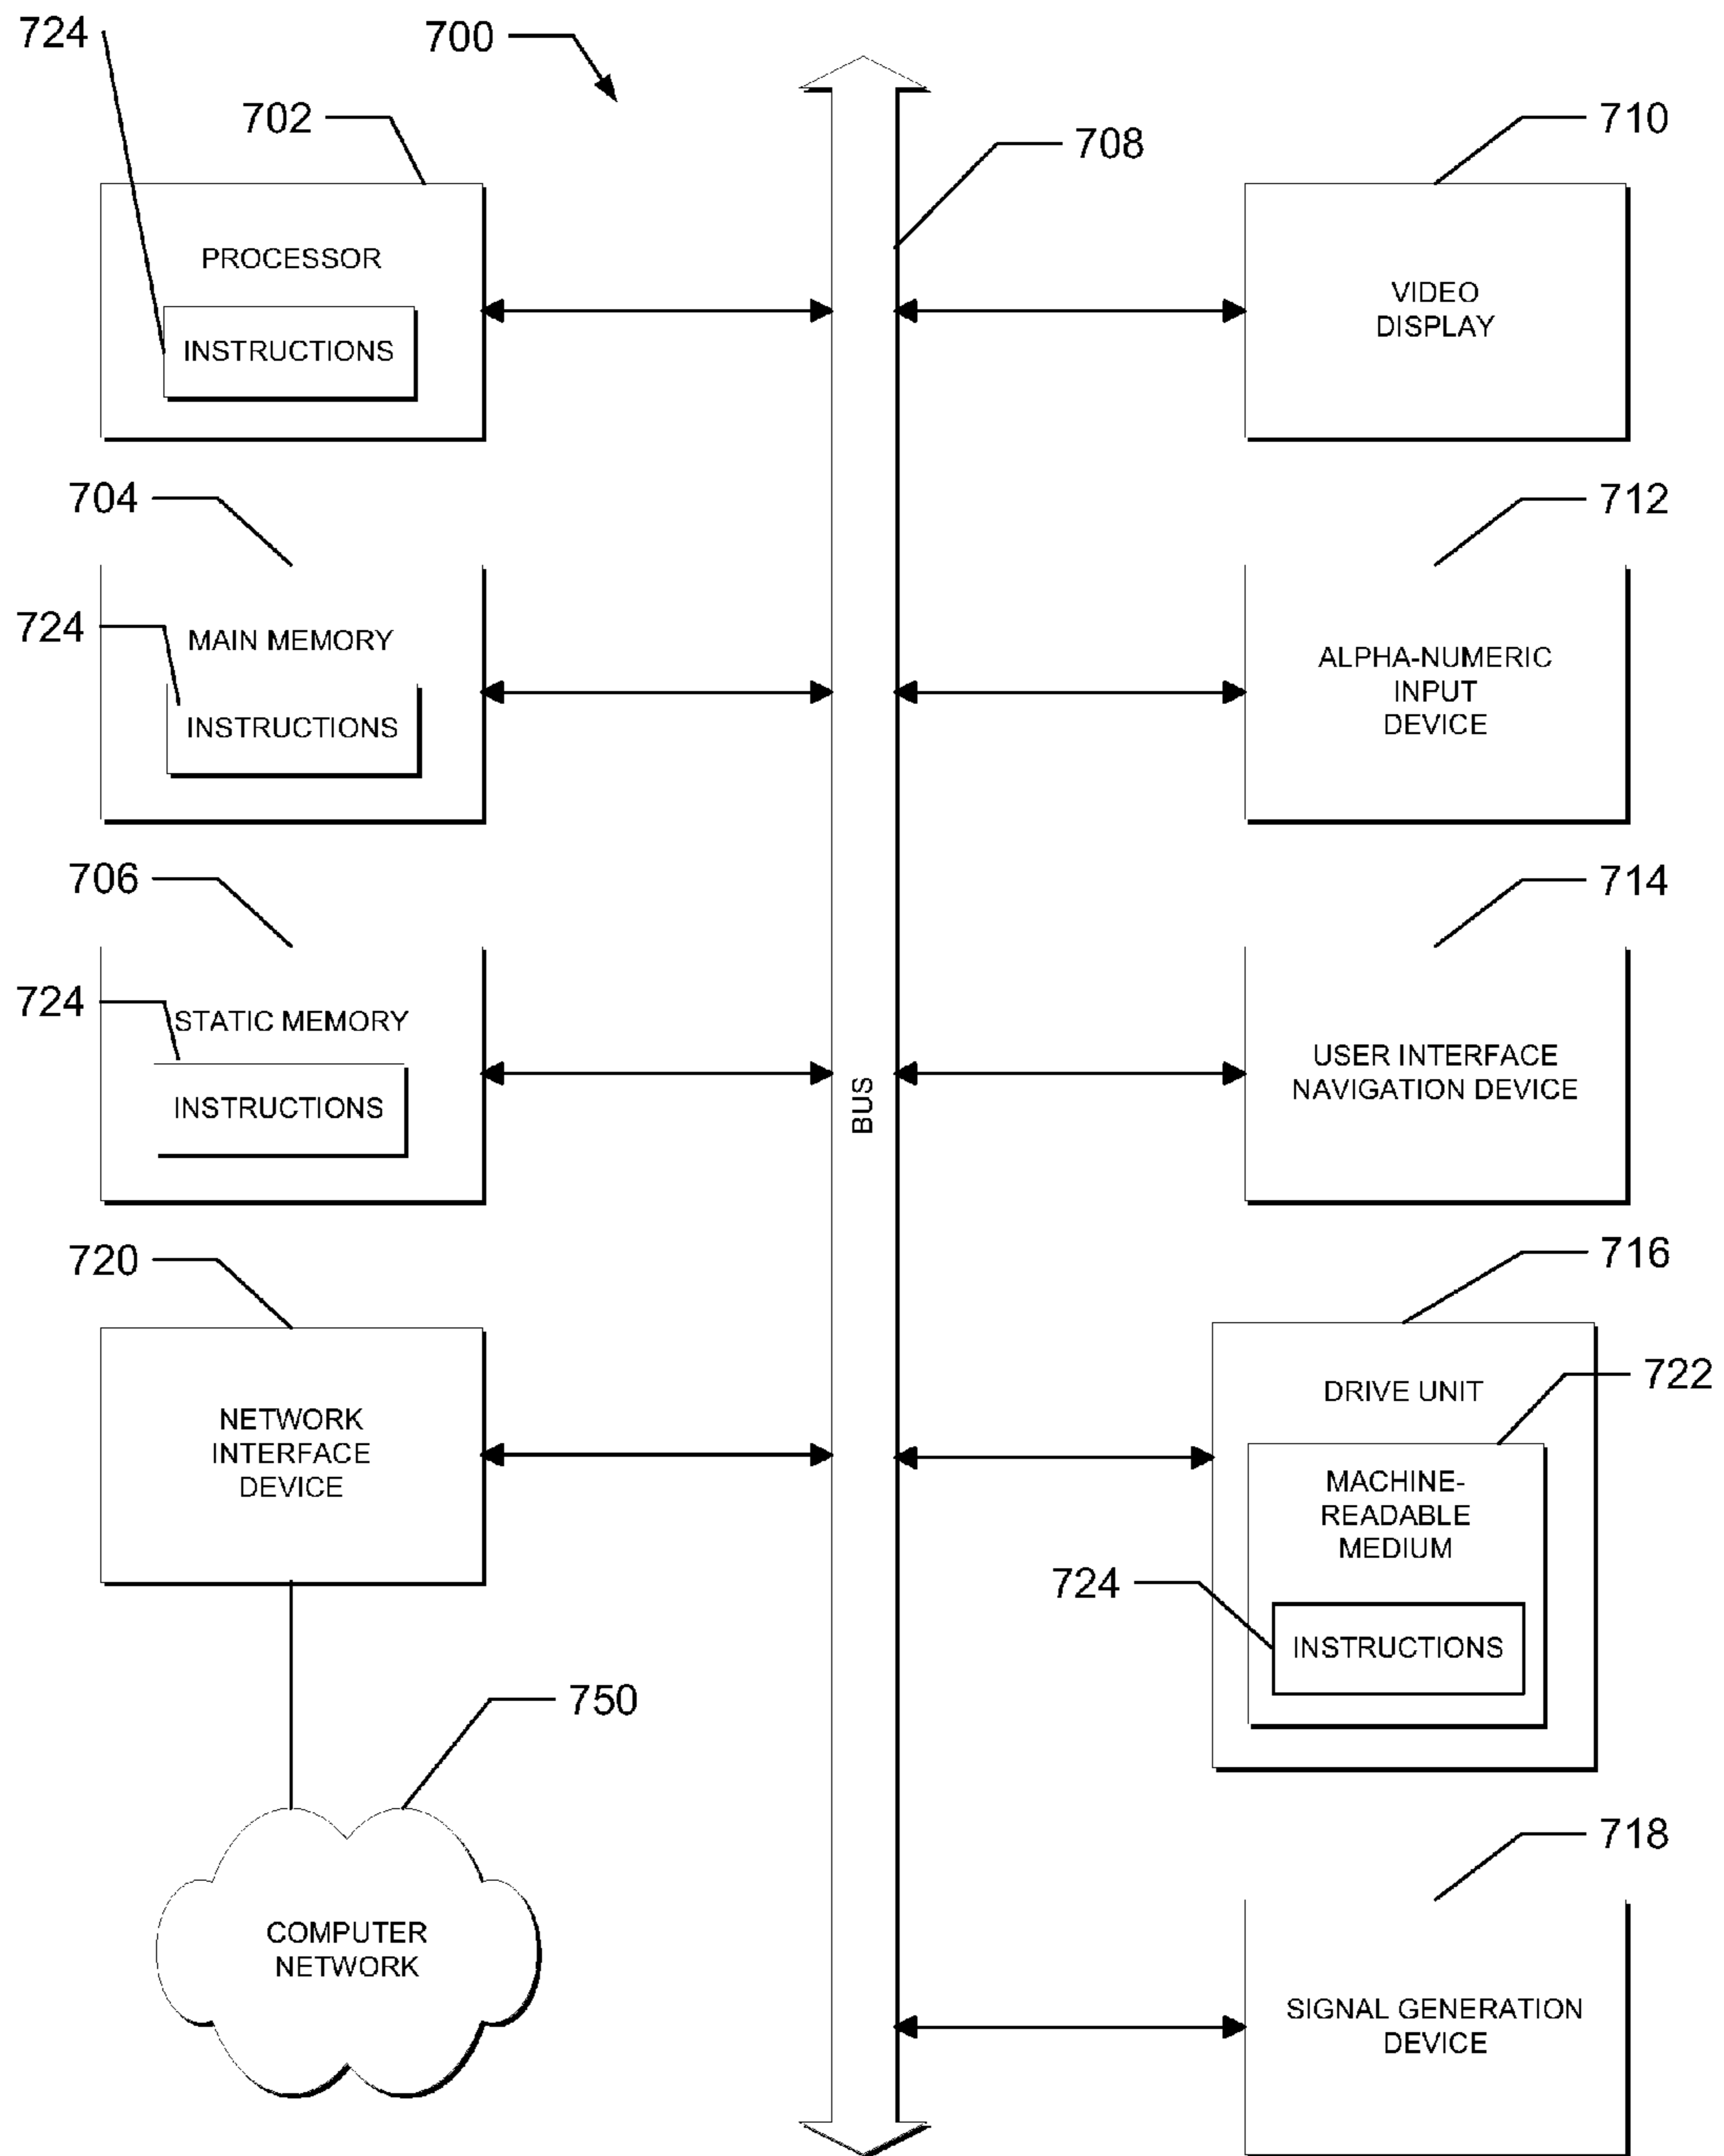 724
700
702
708
710
PROCESSOR
INSTRUCTIONS
VIDEO
DISPLAY
704
712
724
MAIN MEMORY
INSTRUCTIONS
ALPHA-NUMERIC
INPUT
DEVICE
706
714
724
STATIC MEMORY
INSTRUCTIONS
BUS
USER INTERFACE
NAVIGATION DEVICE
720
716
722
NETWORK
INTERFACE
DEVICE
DRIVE UNIT
MACHINE-
READABLE
MEDIUM
724
INSTRUCTIONS
750
718
COMPUTER
NETWORK
SIGNAL GENERATION
DEVICE